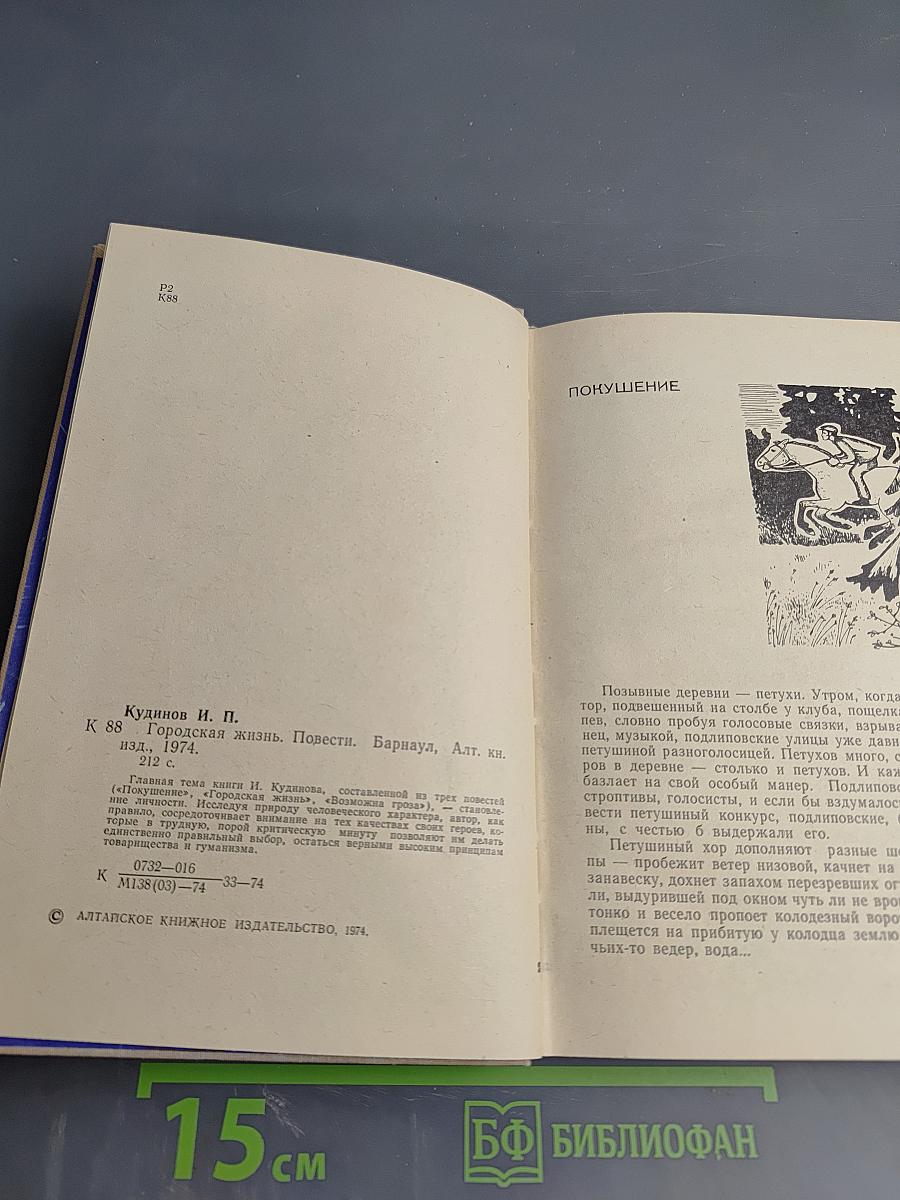 Р2
К88
Кудинов И. П.
К 88 Городская жизнь. Повести. Барнаул, Алт. кн.
изд., 1974.
212 с.
Главная тема книги И. Кудинова, составленной из трех повестей
(«Покушение», «Городская жизнь», «Возможна гроза»), — становле-
ние личности. Исследуя природу человеческого характера, автор, как
правило, сосредоточивает внимание на тех качествах своих героев, ко-
торые в трудную, порой критическую минуту позволяют им делать
единственно правильный выбор, остаться верными высоким принципам
товарищества и гуманизма.
К 0732—016
М138(03)—74 33—74
© АЛТАЙСКОЕ КНИЖНОЕ ИЗДАТЕЛЬСТВО, 1974.
ПОКУШЕНИЕ
Позывные деревни — петухи. Утром, когда
тор, подвешенный на столбе у клуба, пощелка
пев, словно пробуя голосовые связки, взрыва
нец, музыкой, подлиповские улицы уже давн
петушиной разноголосицей. Петухов много, с
ров в деревне — столько и петухов. И каж
базлает на свой особый манер. Подлиповс
строптивы, голосисты, и если бы вздумалос
вести петушиный конкурс, подлиповские, б
ны, с честью б выдержали его.
Петушиный хор дополняют разные ше
пы — пробежит ветер низовой, качнет на
занавеску, дохнет запахом перезревших ог
ли, выдурившей под окном чуть ли не вро
тонко и весело пропоет колодезный воро
плещется на прибитую у колодца землю
чьих-то ведер, вода...
15 см
БФ БИБЛИОФАН